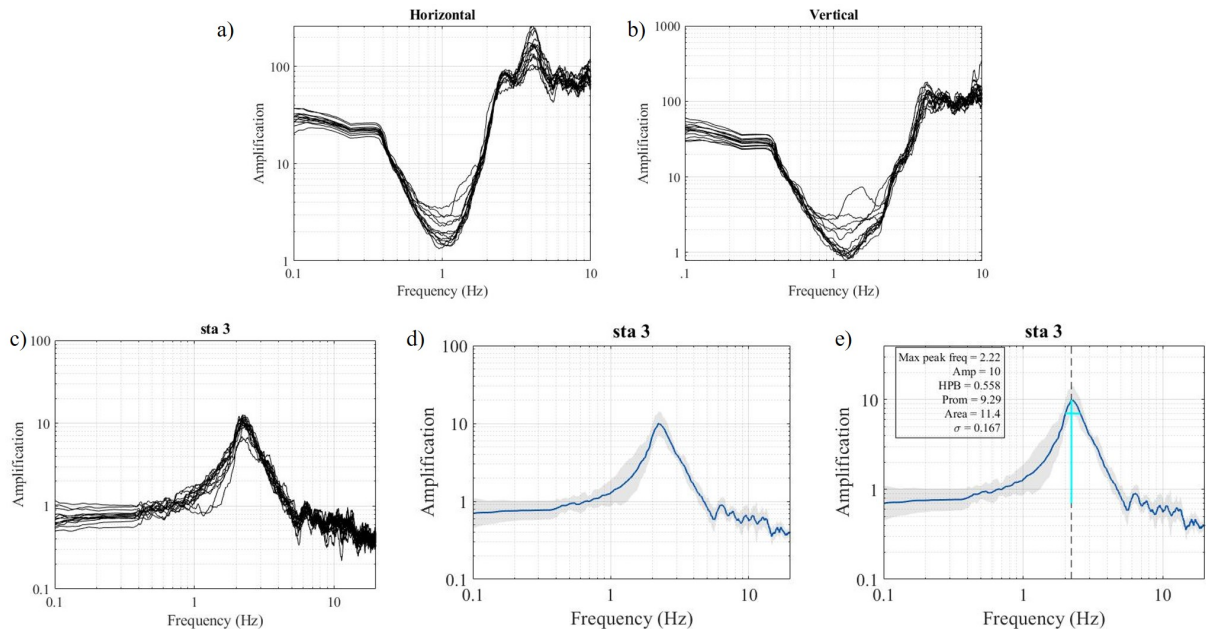 a)
Horizontal
Amplification
100
10
1
0.1
1
10
Frequency (Hz)
b)
Vertical
Amplification
1000
100
10
1
.1
1
10
Frequency (Hz)
c)
sta 3
Amplification
100
10
1
0.1
0.1
1
10
Frequency (Hz)
d)
sta 3
Amplification
100
10
1
0.1
0.1
1
10
Frequency (Hz)
e)
sta 3
Max peak freq = 2.22
Amp = 10
HPB = 0.558
Prom = 9.29
Area = 11.4
σ = 0.167
Amplification
10
1
0.1
0.1
1
10
Frequency (Hz)